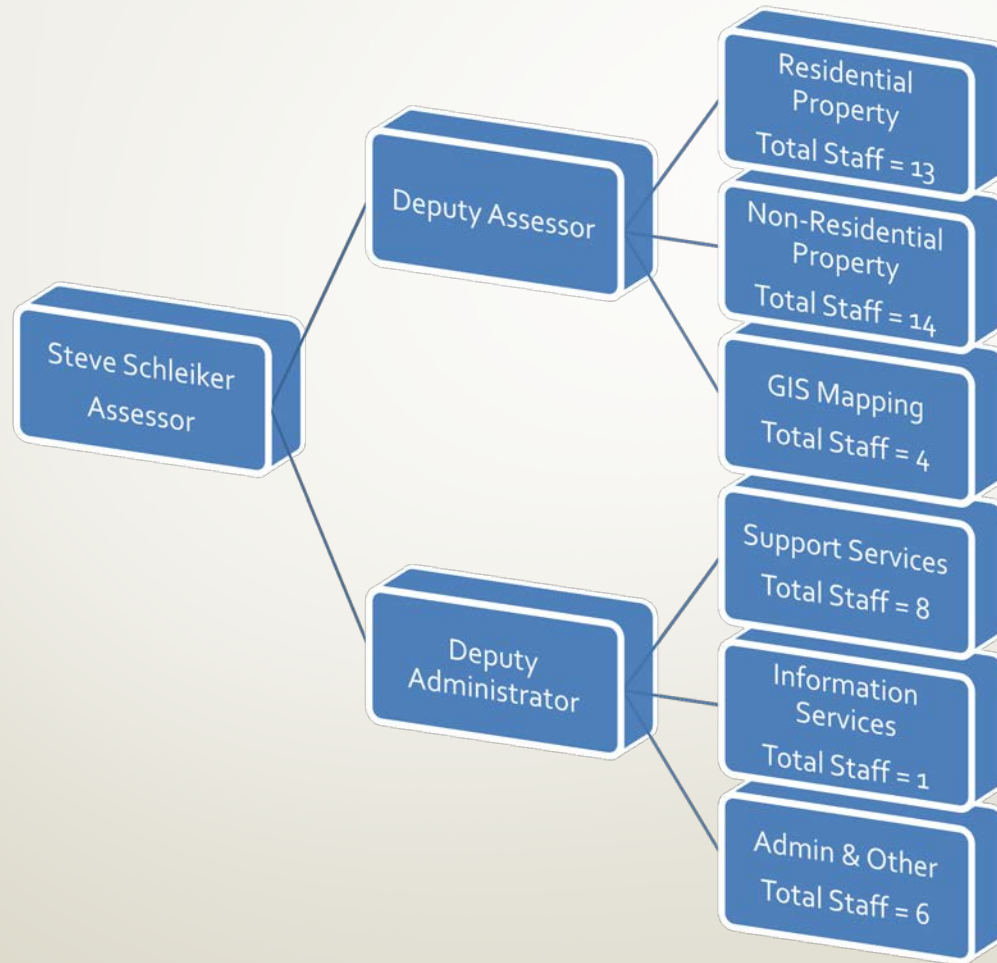 Steve Schleiker
Assessor
Deputy Assessor
Residential
Property
Total Staff = 13
Non-Residential
Property
Total Staff = 14
GIS Mapping
Total Staff = 4
Deputy
Administrator
Support Services
Total Staff = 8
Information
Services
Total Staff = 1
Admin & Other
Total Staff = 6